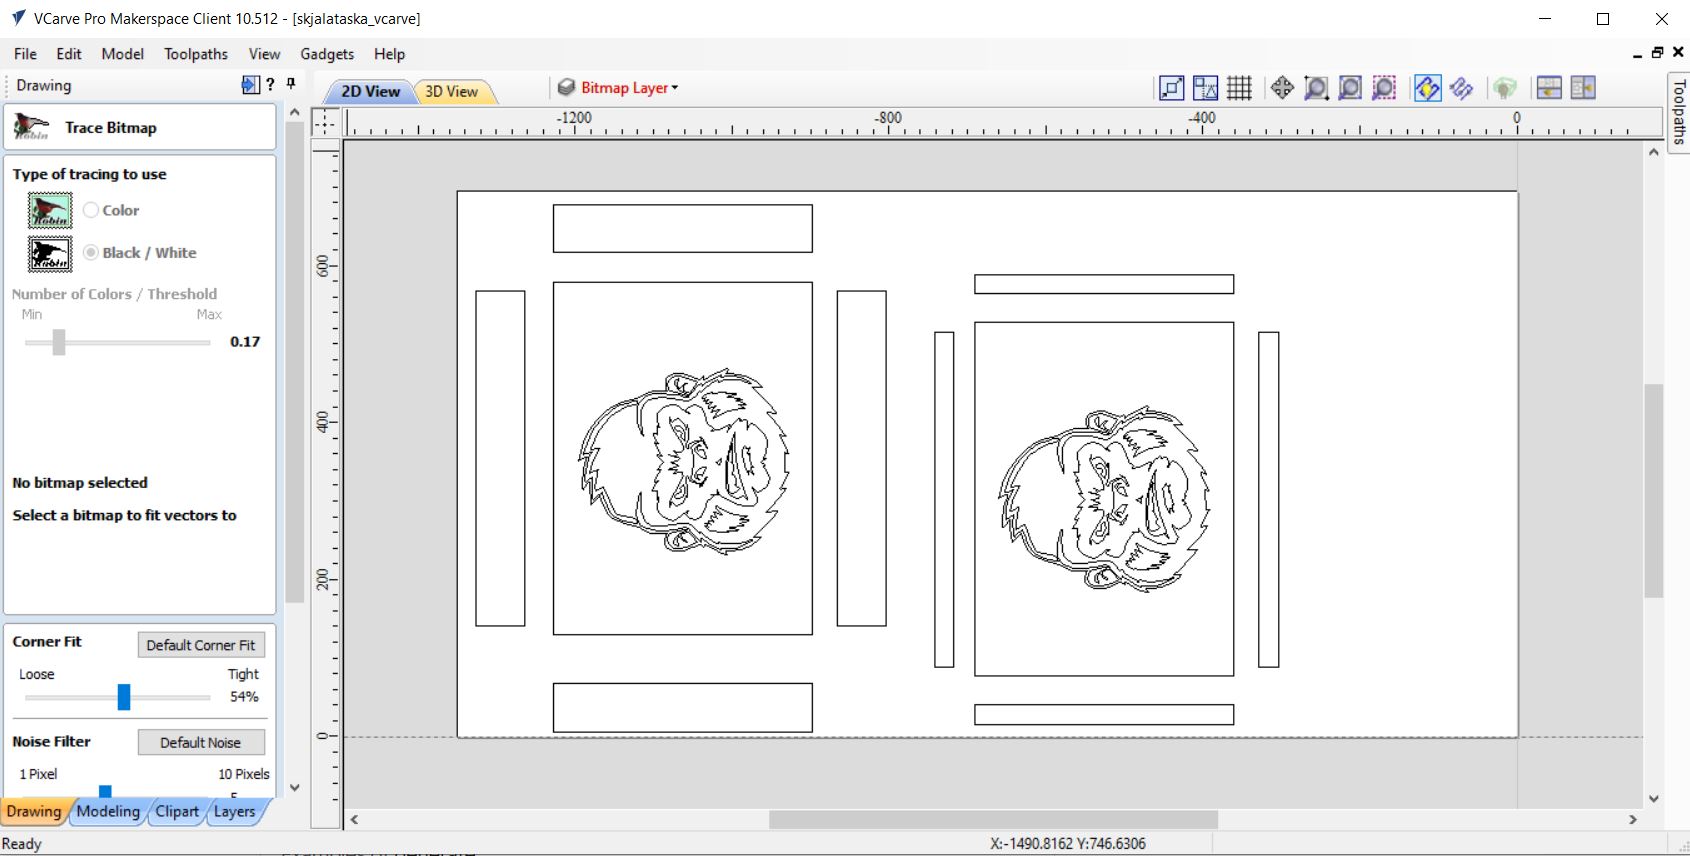 VCarve Pro Makerspace Client 10.512 - [skjalataska_vcarve]
File Edit Model Toolpaths View Gadgets Help
Drawing ?
2D View 3D View Bitmap Layer
Toolpaths
Trace Bitmap
-1200 -800 -400 0
Type of tracing to use
Robin Color
Robin Black / White
Number of Colors / Threshold
Min Max
0.17
No bitmap selected
Select a bitmap to fit vectors to
600
400
200
0
Corner Fit Default Corner Fit
Loose Tight
54%
Noise Filter Default Noise
1 Pixel 10 Pixels
Drawing Modeling Clipart Layers
Ready X:-1490.8162 Y:746.6306